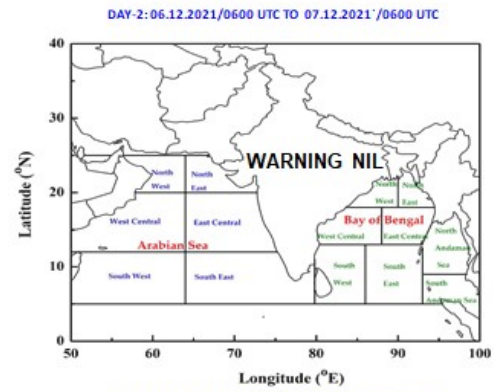 DAY-2: 06.12.2021/0600 UTC TO 07.12.2021'/0600 UTC
40
30
20
10
0
Latitude (°N)
WARNING NIL
North
West
North
East
West Central
East Central
Arabian Sea
South West
South East
North
West
North
East
Bay of Bengal
West Central
East Central
North
Andaman
Sea
South
West
South
East
South
Andaman Sea
50
60
70
80
90
100
Longitude (°E)